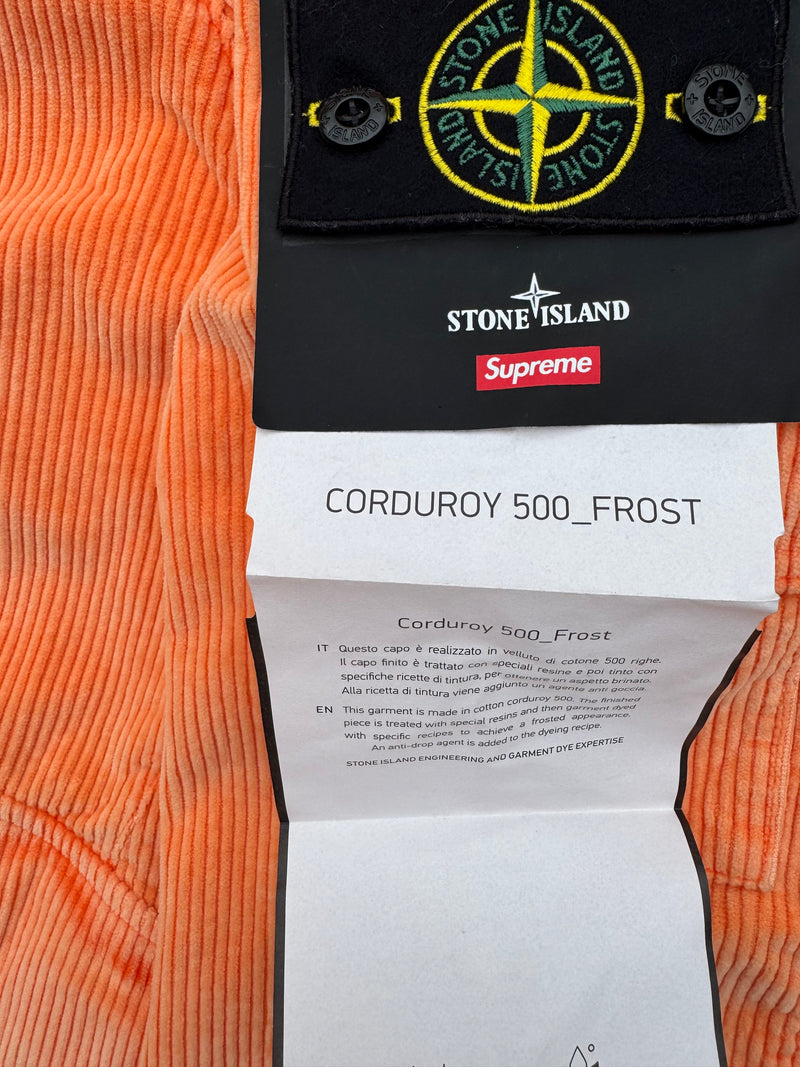 STONE ISLAND
STONE ISLAND
STONE
ISLAND
STONE
ISLAND
STONE ISLAND
Supreme
CORDUROY 500_FROST
Corduroy 500_Frost
IT Questo capo è realizzato in velluto di cotone 500 righe.
Il capo finito è trattato con speciali resine e poi tinto con
specifiche ricette di tintura, per ottenere un aspetto brinato.
Alla ricetta di tintura viene aggiunto un agente anti goccia.
EN This garment is made in cotton corduroy 500. The finished
piece is treated with special resins and then garment dyed
with specific recipes to achieve a frosted appearance.
An anti-drop agent is added to the dyeing recipe.
STONE ISLAND ENGINEERING AND GARMENT DYE EXPERTISE